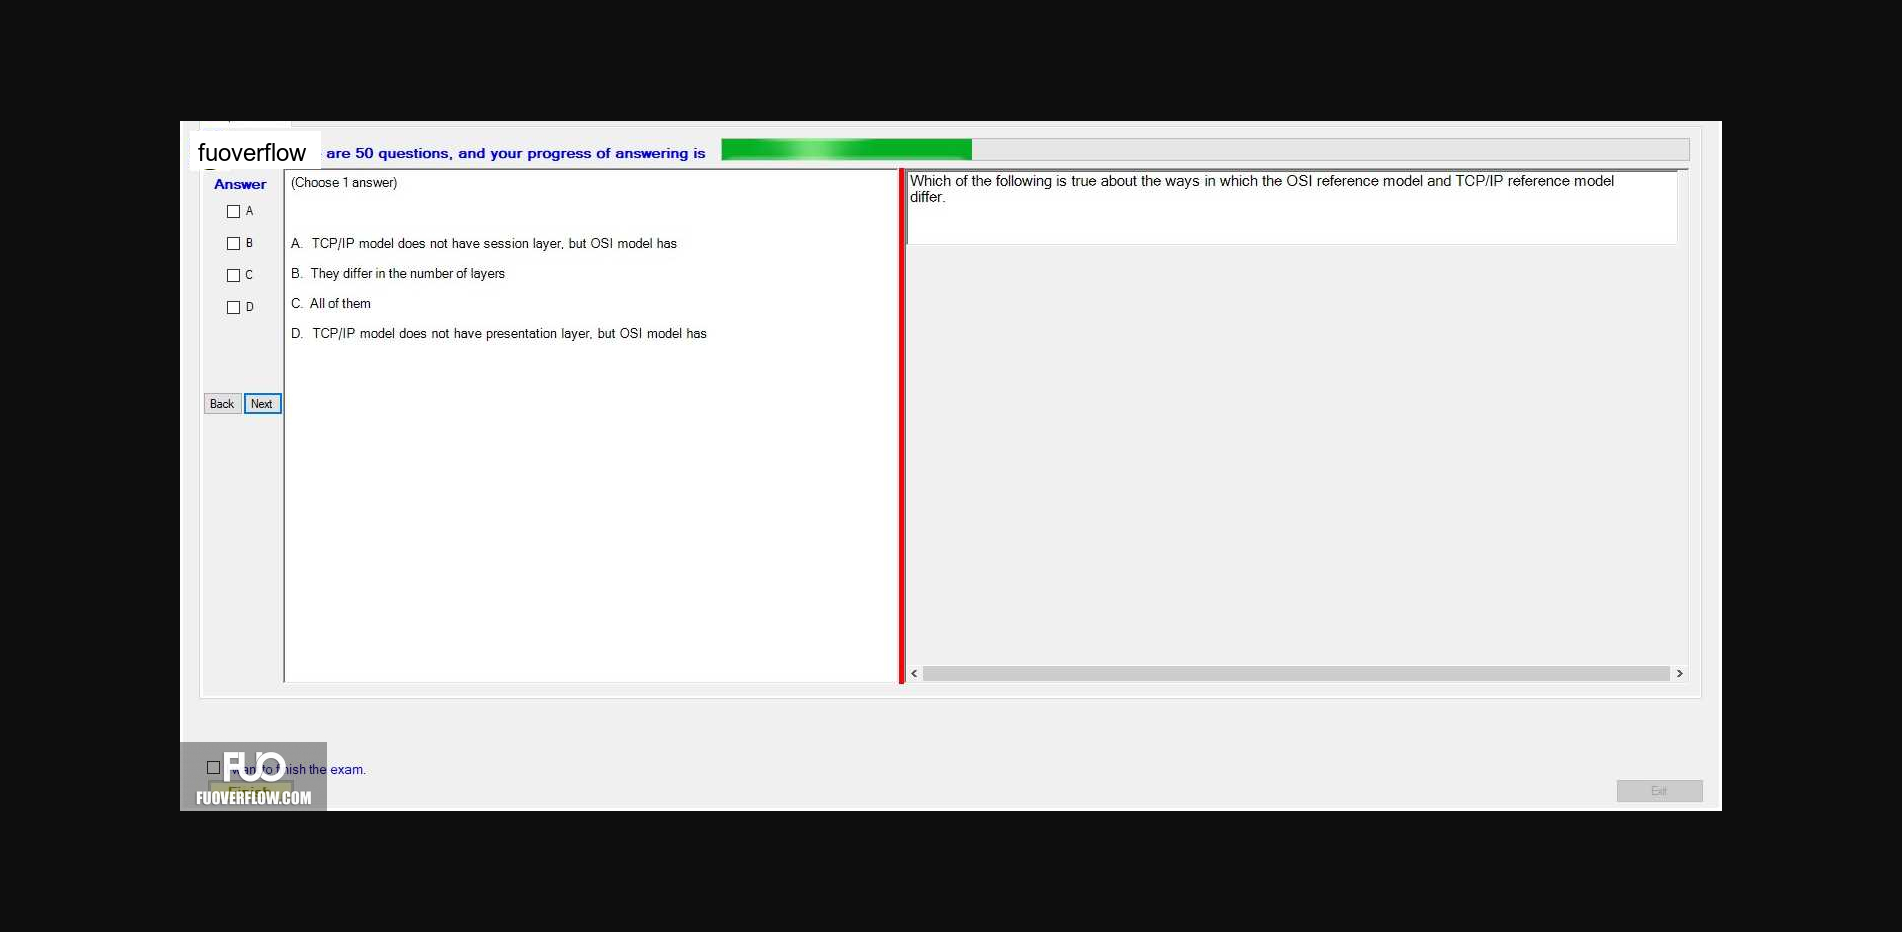 fuoverflow are 50 questions, and your progress of answering is
Answer
A
B
C
D
Back Next
(Choose 1 answer)
A. TCP/IP model does not have session layer, but OSI model has
B. They differ in the number of layers
C. All of them
D. TCP/IP model does not have presentation layer, but OSI model has
Which of the following is true about the ways in which the OSI reference model and TCP/IP reference model
differ.
want to finish the exam.
Finish
FUO
FUOVERFLOW.COM
Exit